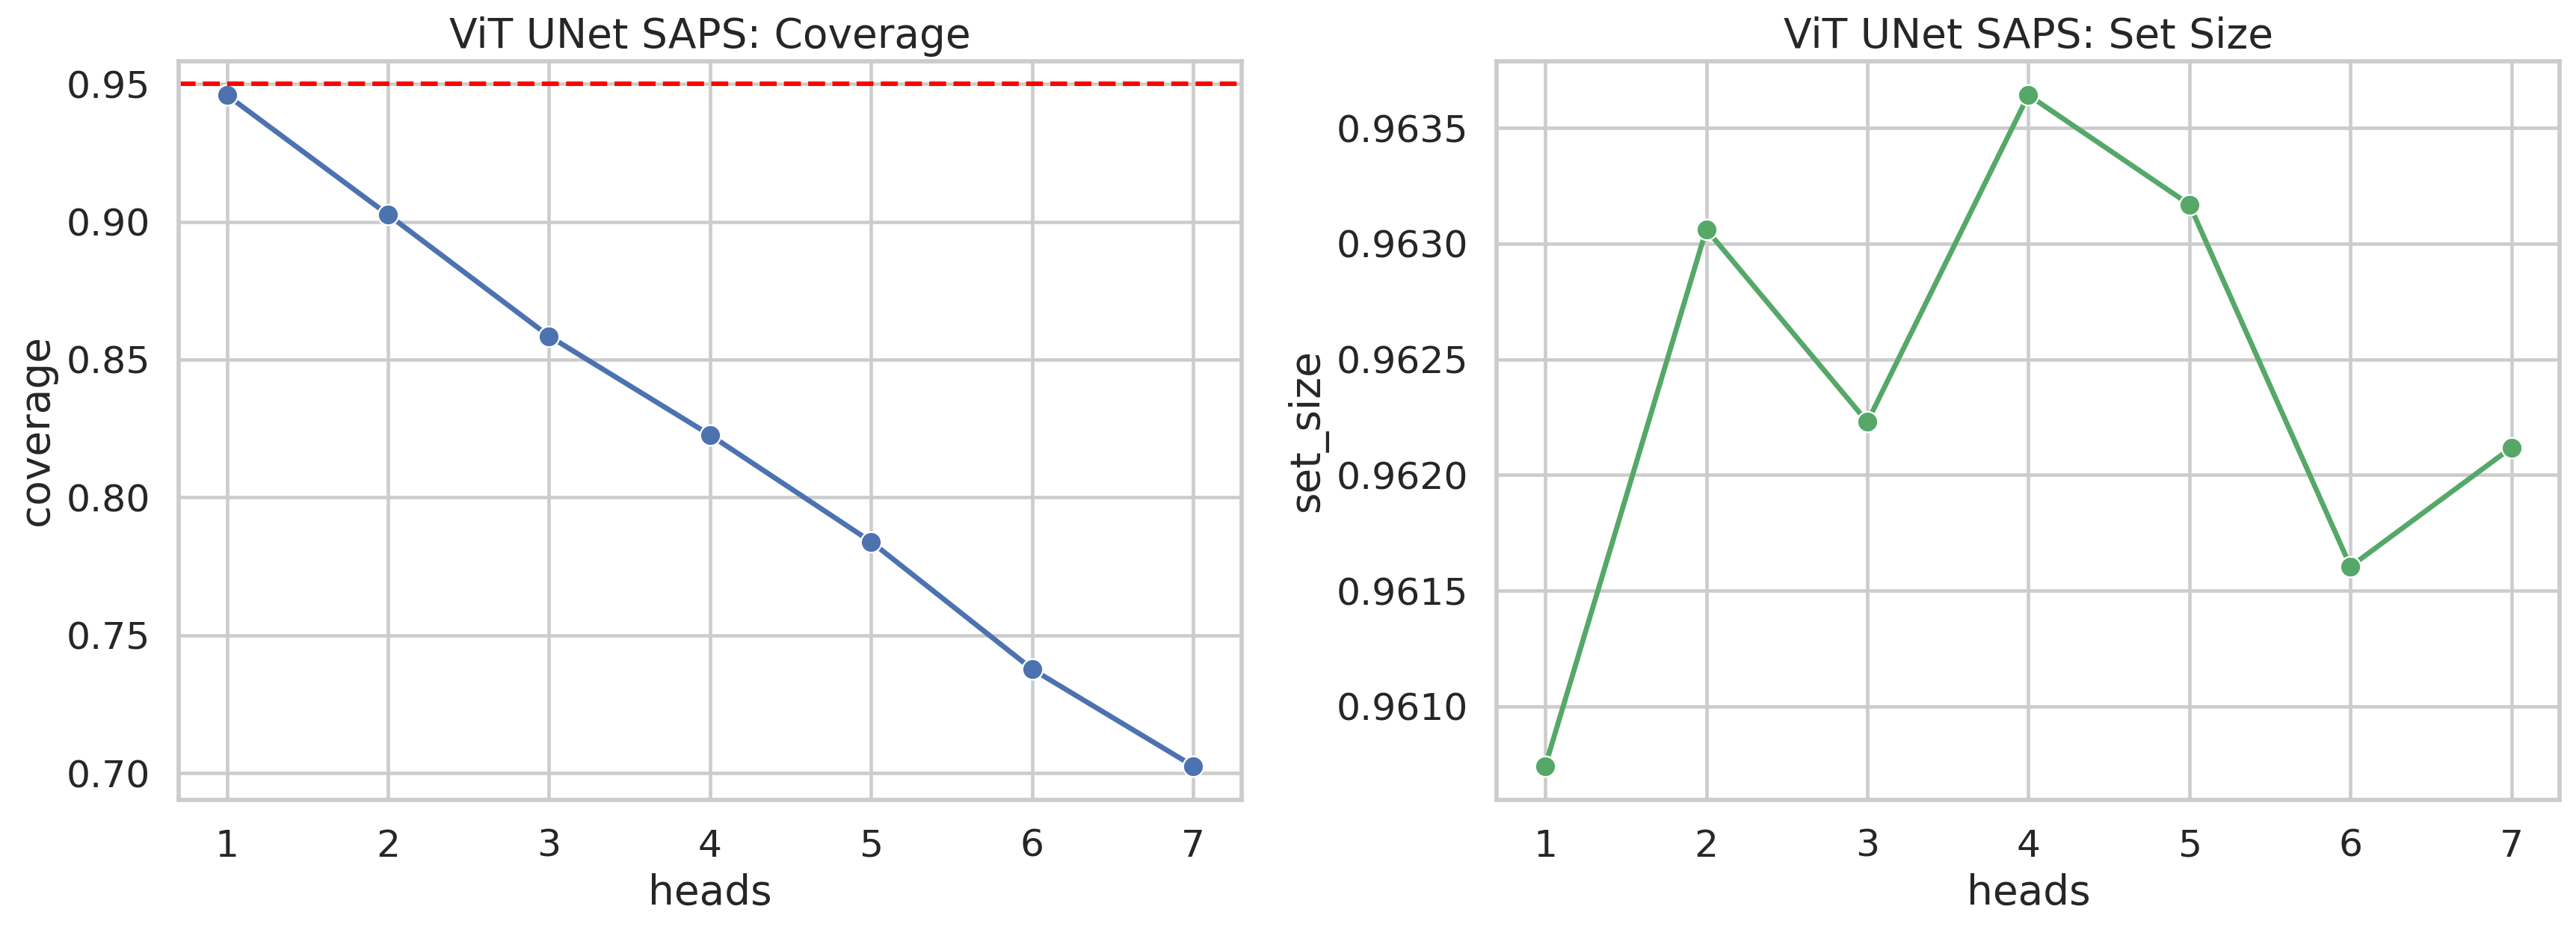 ViT UNet SAPS: Coverage
0.95
0.90
0.85
0.80
0.75
0.70
coverage
1 2 3 4 5 6 7
heads
ViT UNet SAPS: Set Size
0.9635
0.9630
0.9625
0.9620
0.9615
0.9610
set_size
1 2 3 4 5 6 7
heads